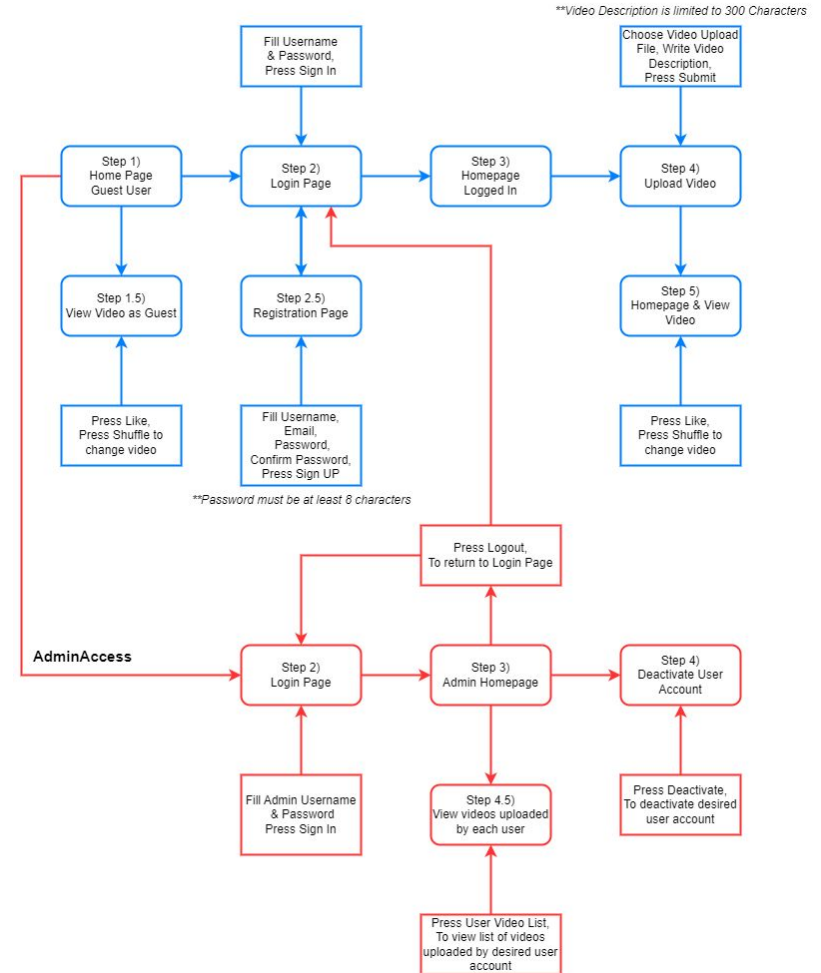 **Video Description is limited to 300 Characters
Fill Username
& Password,
Press Sign In
Choose Video Upload
File, Write Video
Description,
Press Submit
Step 1)
Home Page
Guest User
Step 2)
Login Page
Step 3)
Homepage
Logged In
Step 4)
Upload Video
Step 1.5)
View Video as Guest
Step 2.5)
Registration Page
Step 5)
Homepage & View
Video
Press Like,
Press Shuffle to
change video
Fill Username,
Email,
Password,
Confirm Password,
Press Sign UP
Press Like,
Press Shuffle to
change video
**Password must be at least 8 characters
Press Logout,
To return to Login Page
AdminAccess
Step 2)
Login Page
Step 3)
Admin Homepage
Step 4)
Deactivate User
Account
Fill Admin Username
& Password
Press Sign In
Step 4.5)
View videos uploaded
by each user
Press Deactivate,
To deactivate desired
user account
Press User Video List,
To view list of videos
uploaded by desired user
account